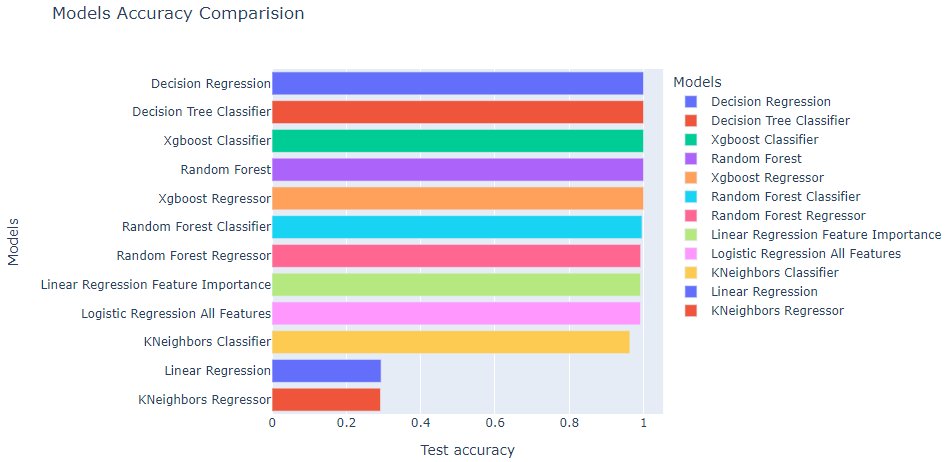 Models Accuracy Comparision
Models
Decision Regression
Decision Tree Classifier
Xgboost Classifier
Random Forest
Xgboost Regressor
Random Forest Classifier
Random Forest Regressor
Linear Regression Feature Importance
Logistic Regression All Features
KNeighbors Classifier
Linear Regression
KNeighbors Regressor
0 0.2 0.4 0.6 0.8 1
Test accuracy
Models
Decision Regression
Decision Tree Classifier
Xgboost Classifier
Random Forest
Xgboost Regressor
Random Forest Classifier
Random Forest Regressor
Linear Regression Feature Importance
Logistic Regression All Features
KNeighbors Classifier
Linear Regression
KNeighbors Regressor